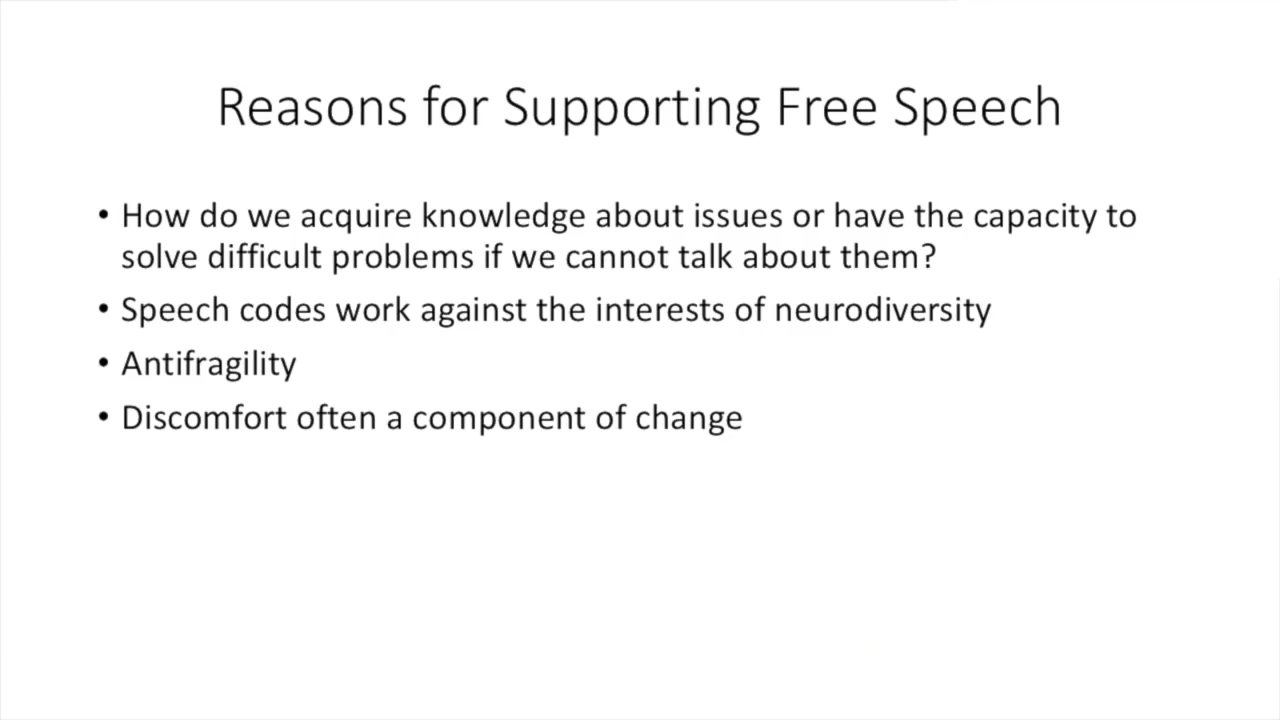 Reasons for Supporting Free Speech
• How do we acquire knowledge about issues or have the capacity to
solve difficult problems if we cannot talk about them?
• Speech codes work against the interests of neurodiversity
• Antifragility
• Discomfort often a component of change